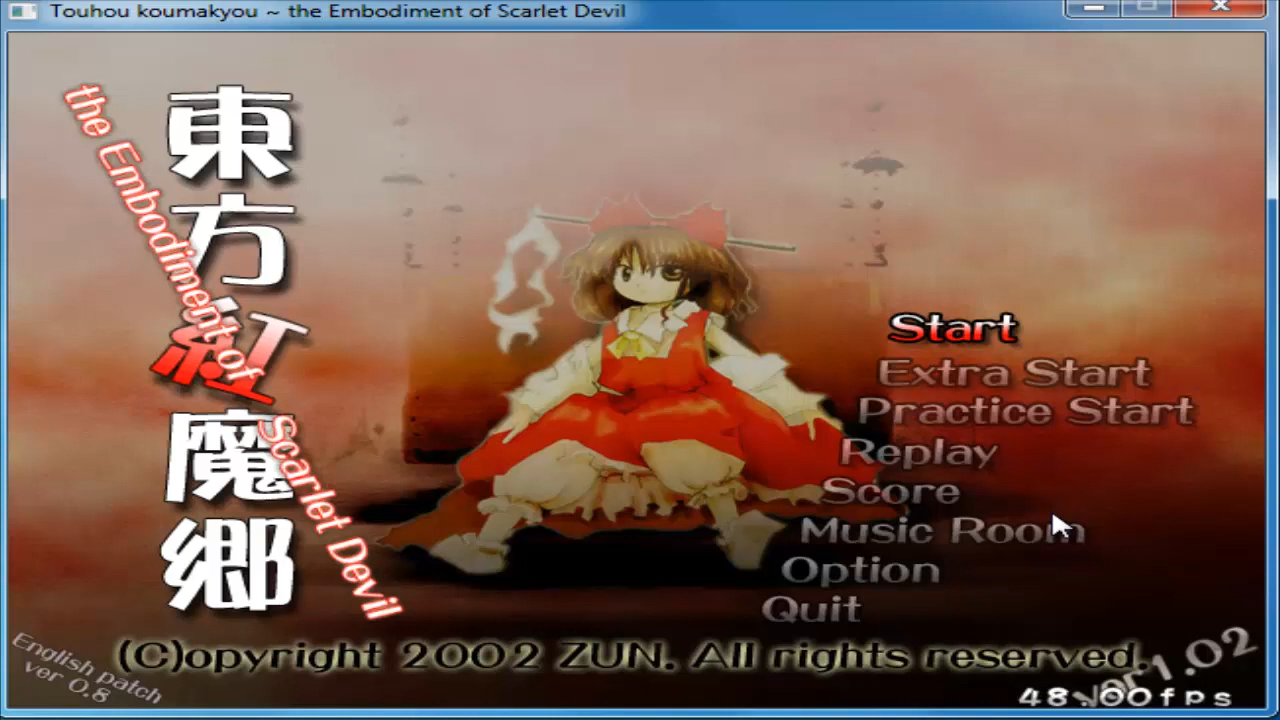 Touhou koumakyou ~ the Embodiment of Scarlet Devil
東方紅魔郷
the Embodiment of Scarlet Devil
Start
Extra Start
Practice Start
Replay
Score
Music Room
Option
Quit
(C)opyright 2002 ZUN. All rights reserved.
English patch
ver 0.8
ver1.02
48.00fps